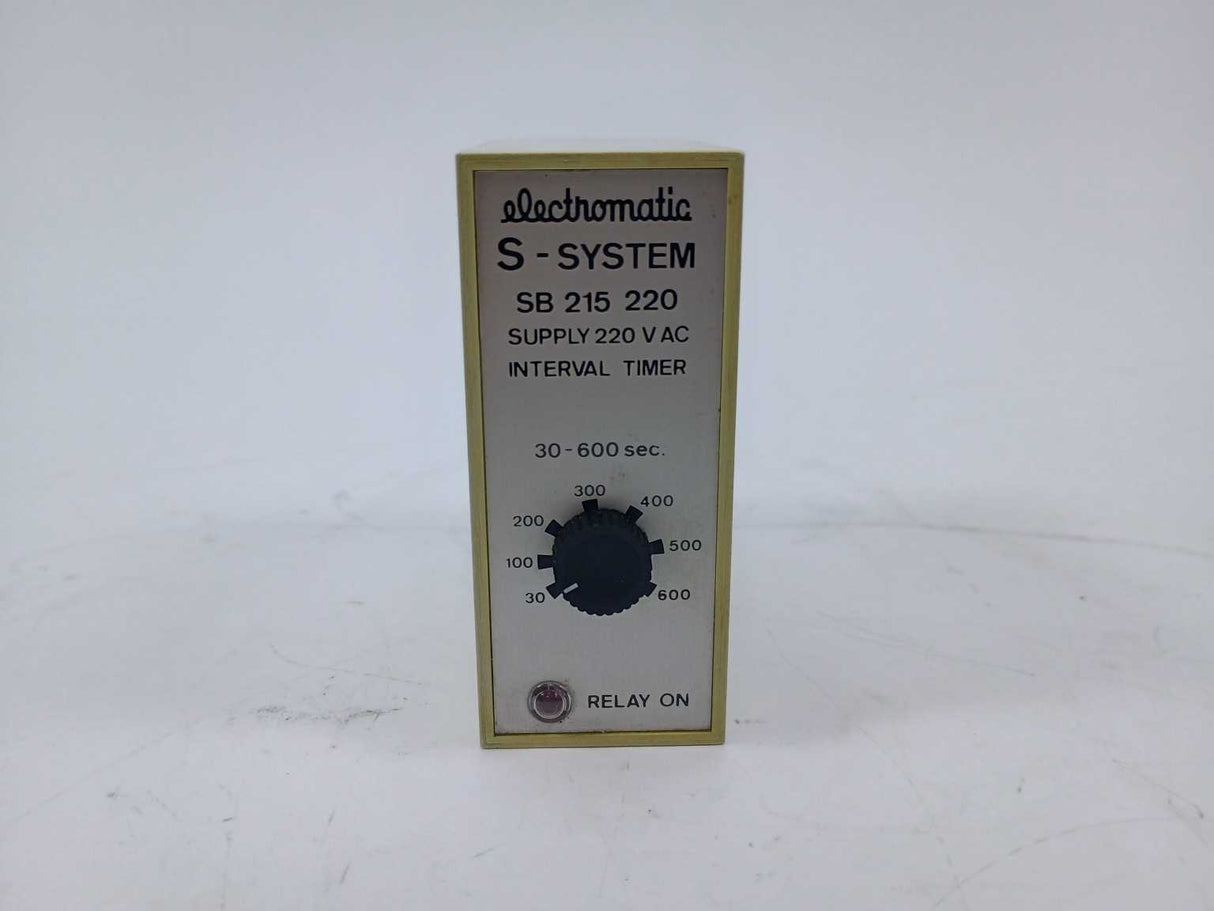 electromatic
S - SYSTEM
SB 215 220
SUPPLY 220 V AC
INTERVAL TIMER
30 - 600 sec.
300
400
200
500
100
600
30
RELAY ON